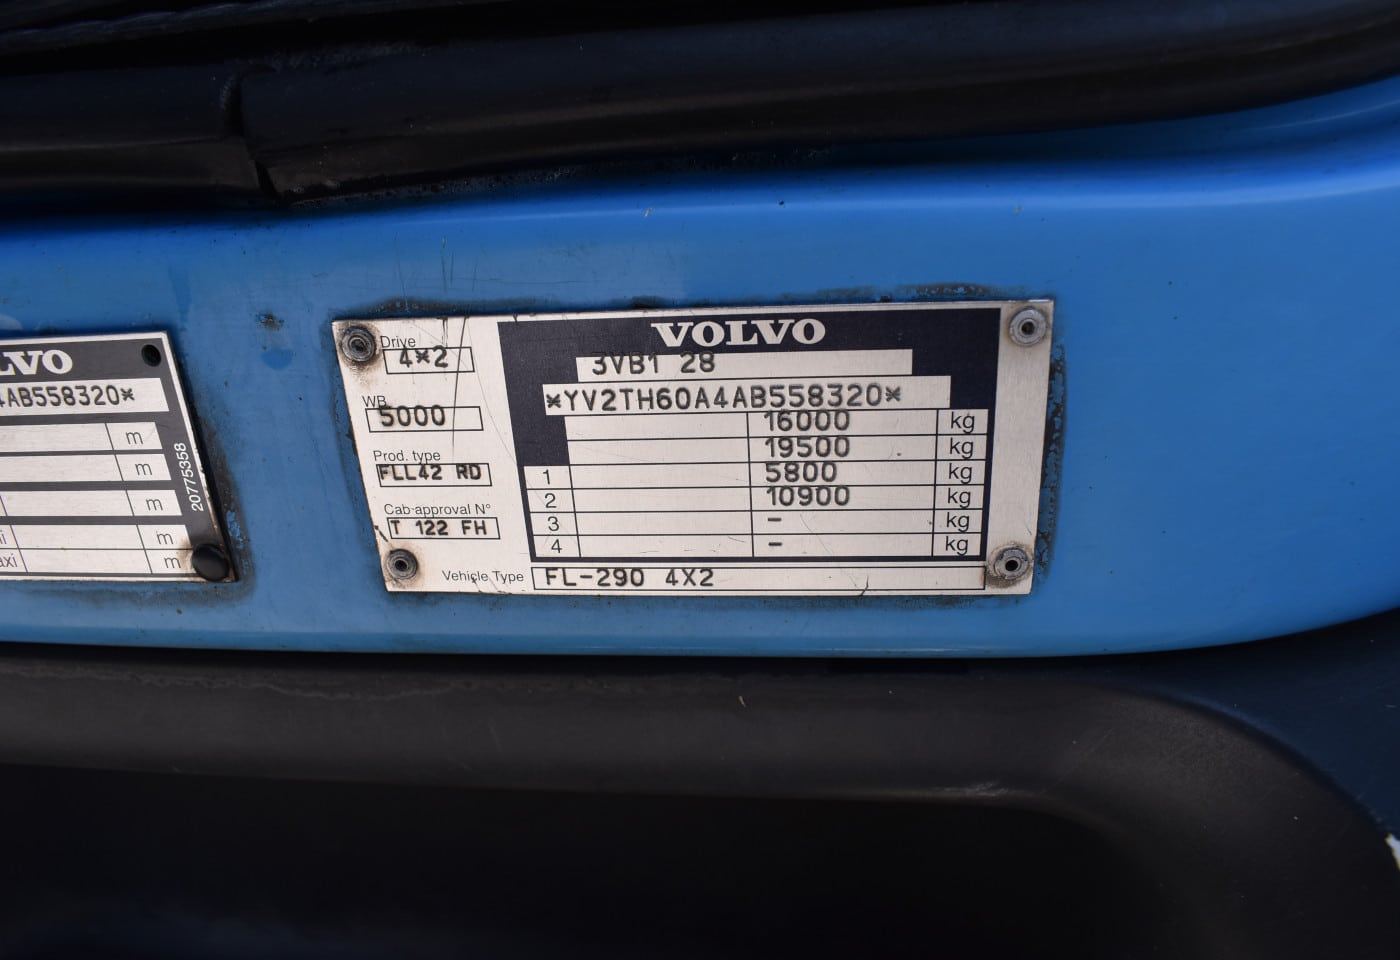 LVO
4AB558320*
m
m
m
m
axi m
20775358
VOLVO
3VB1 28
*YV2TH60A4AB558320*
Drive
4*2
WB
5000
Prod. type
FLL42 RD
Cab-approval N°
T 122 FH
16000 kg
19500 kg
1 5800 kg
2 10900 kg
3 - kg
4 - kg
Vehicle Type FL-290 4X2